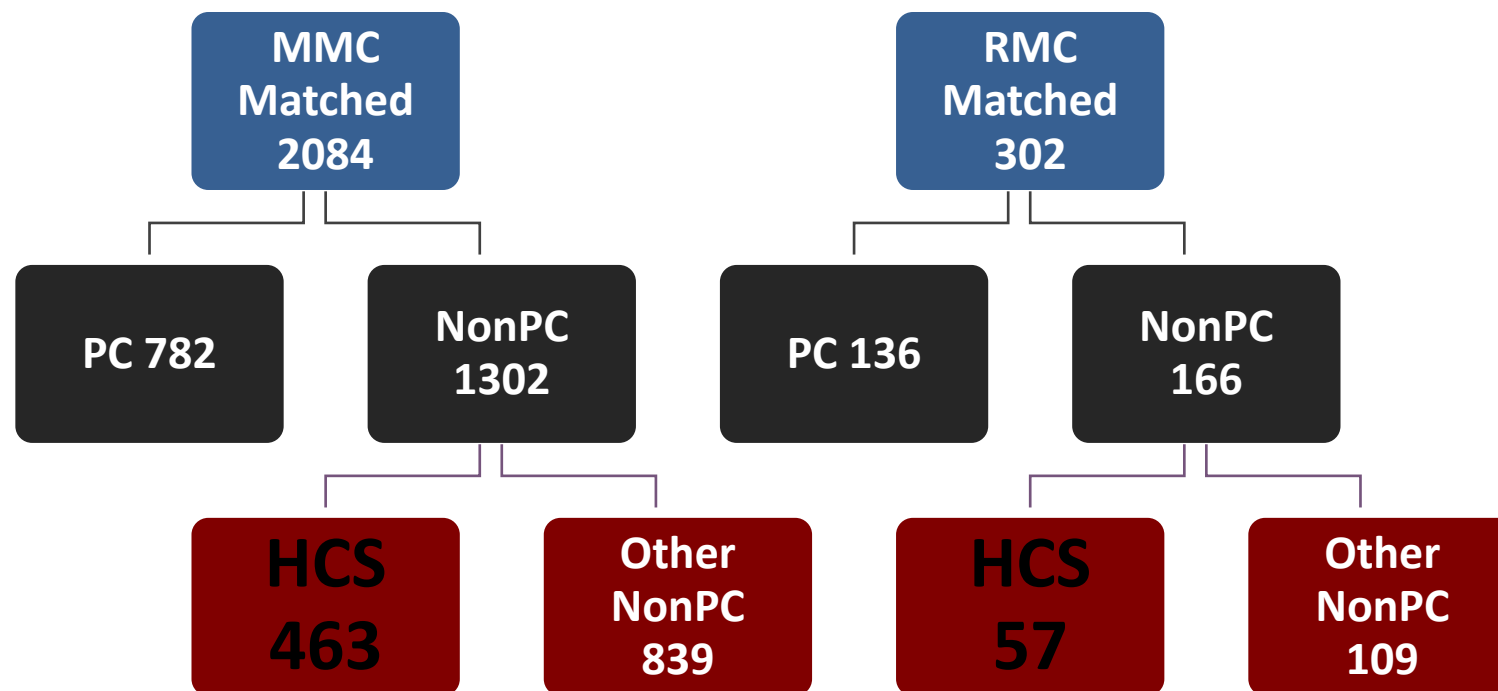 MMC
Matched
2084
RMC
Matched
302
PC 782
NonPC
1302
PC 136
NonPC
166
HCS
463
Other
NonPC
839
HCS
57
Other
NonPC
109